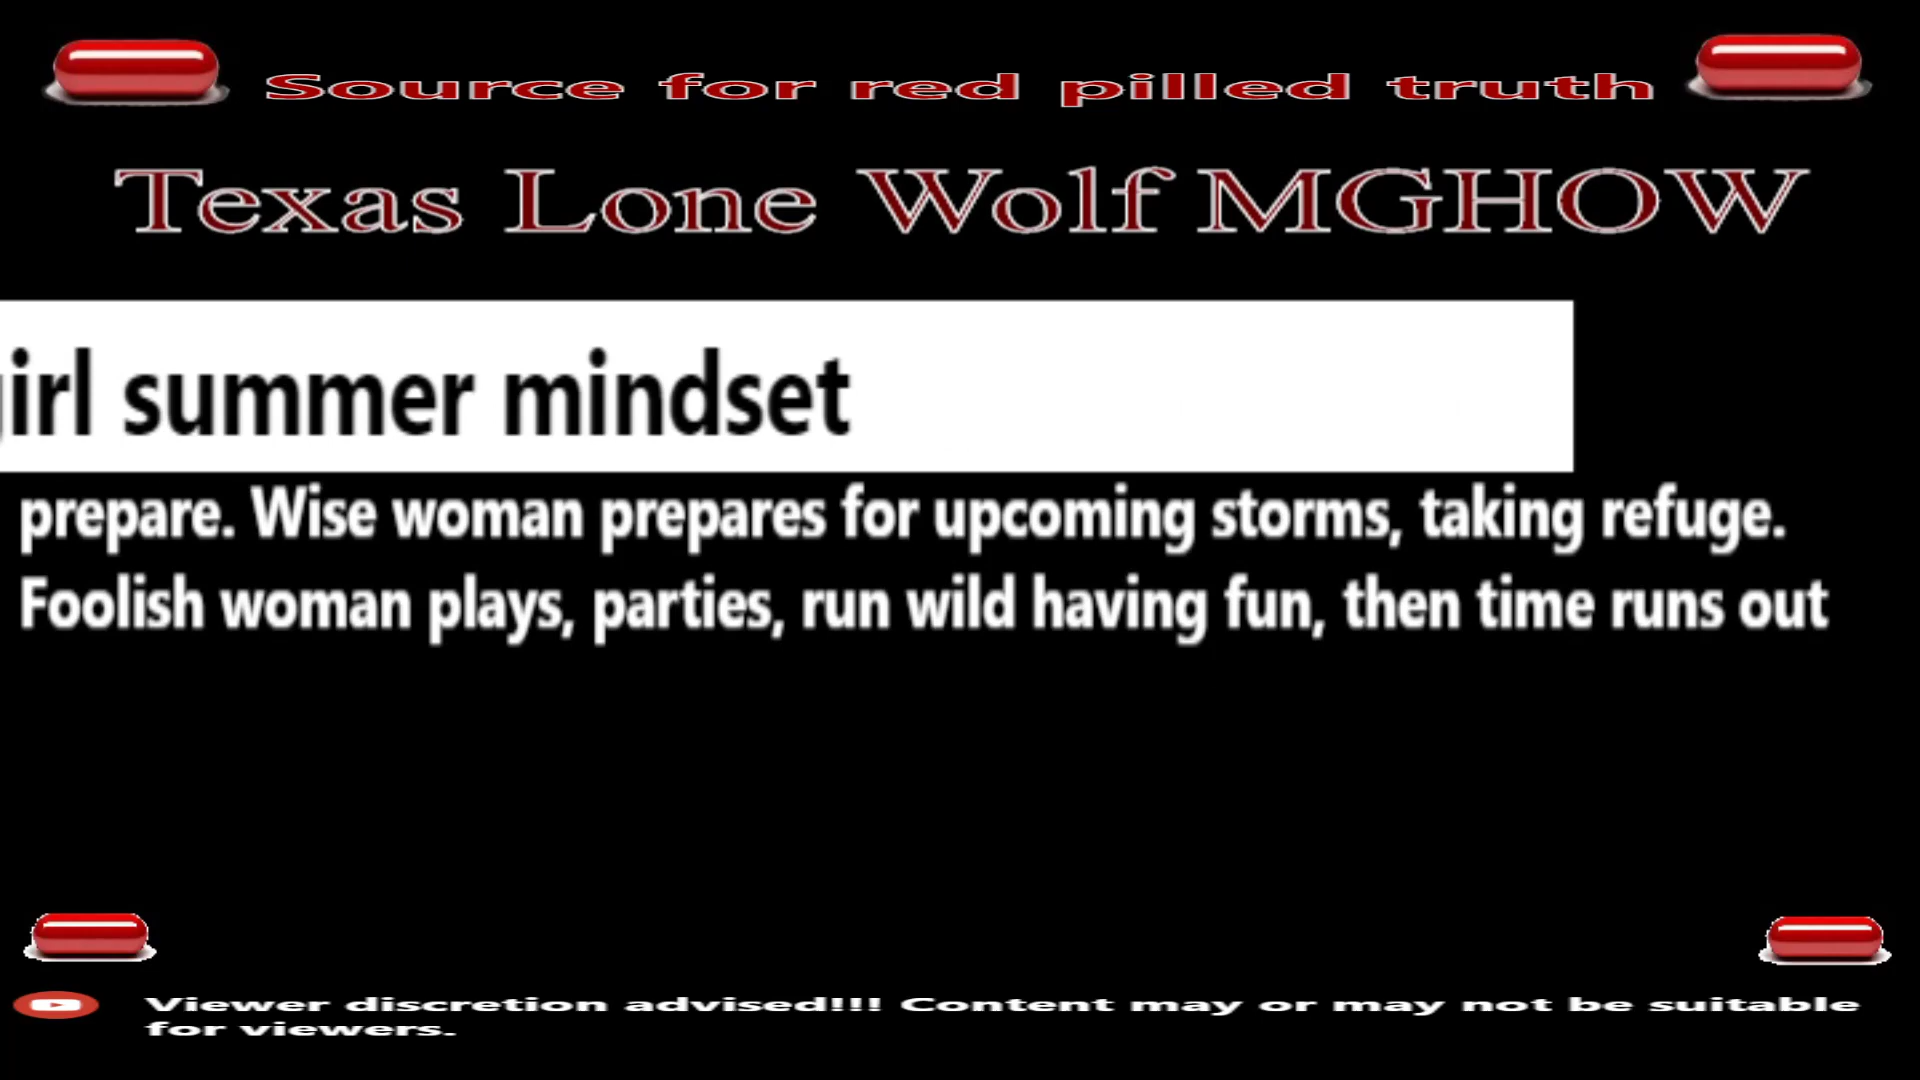 Source for red pilled truth
Texas Lone Wolf MGHOW
girl summer mindset
prepare. Wise woman prepares for upcoming storms, taking refuge.
Foolish woman plays, parties, run wild having fun, then time runs out
Viewer discretion advised!!! Content may or may not be suitable
for viewers.